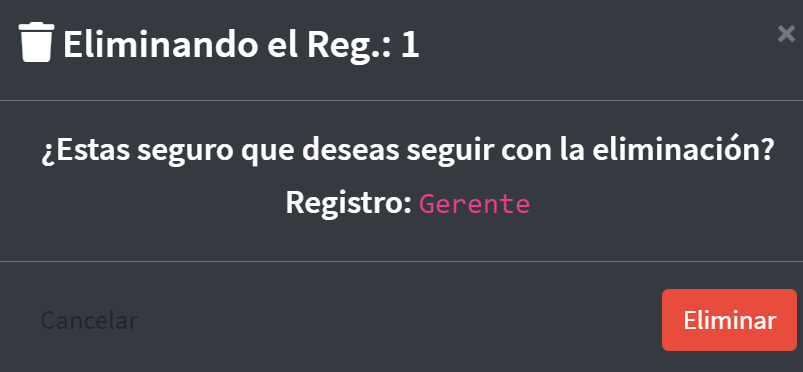 Eliminando el Reg.: 1
×
¿Estas seguro que deseas seguir con la eliminación?
Registro: Gerente
Cancelar
Eliminar